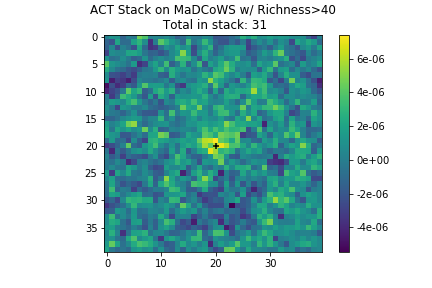 ACT Stack on MaDCoWS w/ Richness>40
Total in stack: 31
0
5
10
15
20
25
30
35
0
10
20
30
6e-06
4e-06
2e-06
0e+00
-2e-06
-4e-06